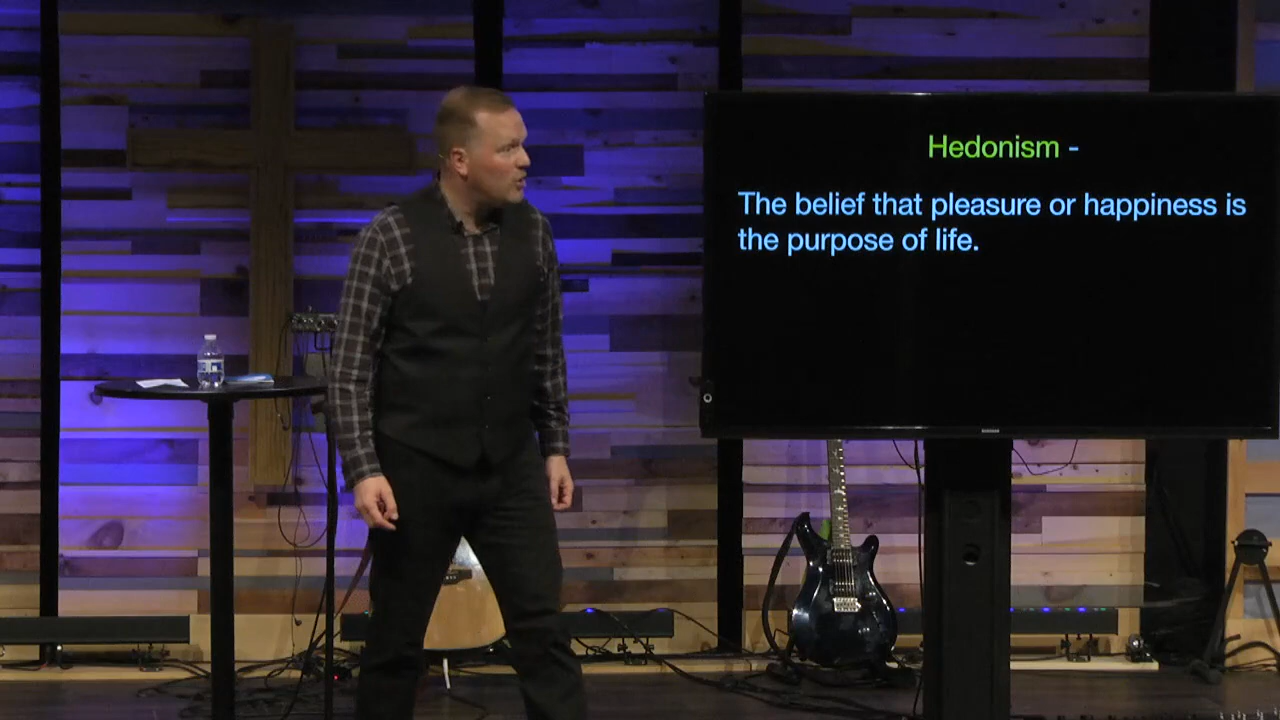 Hedonism -
The belief that pleasure or happiness is
the purpose of life.